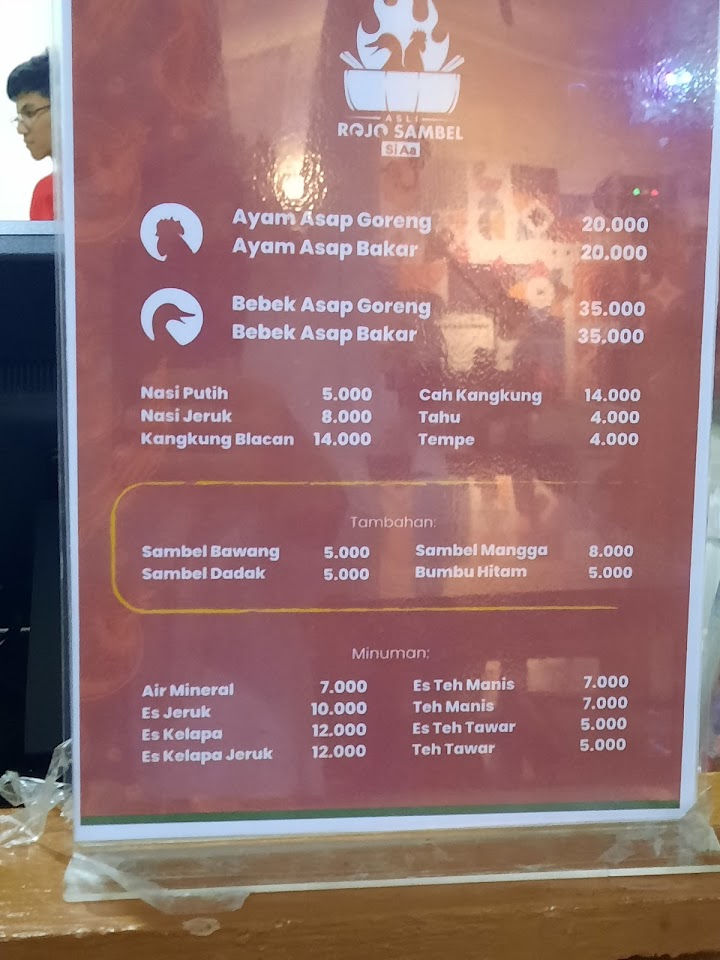 ASLI
ROJO SAMBEL
Si Aa
Ayam Asap Goreng 20.000
Ayam Asap Bakar 20.000
Bebek Asap Goreng 35.000
Bebek Asap Bakar 35.000
Nasi Putih 5.000 Cah Kangkung 14.000
Nasi Jeruk 8.000 Tahu 4.000
Kangkung Blacan 14.000 Tempe 4.000
Tambahan:
Sambel Bawang 5.000 Sambel Mangga 8.000
Sambel Dadak 5.000 Bumbu Hitam 5.000
Minuman:
Air Mineral 7.000 Es Teh Manis 7.000
Es Jeruk 10.000 Teh Manis 7.000
Es Kelapa 12.000 Es Teh Tawar 5.000
Es Kelapa Jeruk 12.000 Teh Tawar 5.000